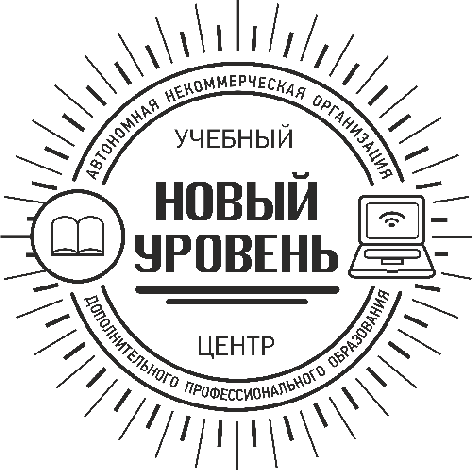 АВТОНОМНАЯ НЕКОММЕРЧЕСКАЯ ОРГАНИЗАЦИЯ
УЧЕБНЫЙ
НОВЫЙ
УРОВЕНЬ
ЦЕНТР
ДОПОЛНИТЕЛЬНОГО ПРОФЕССИОНАЛЬНОГО ОБРАЗОВАНИЯ